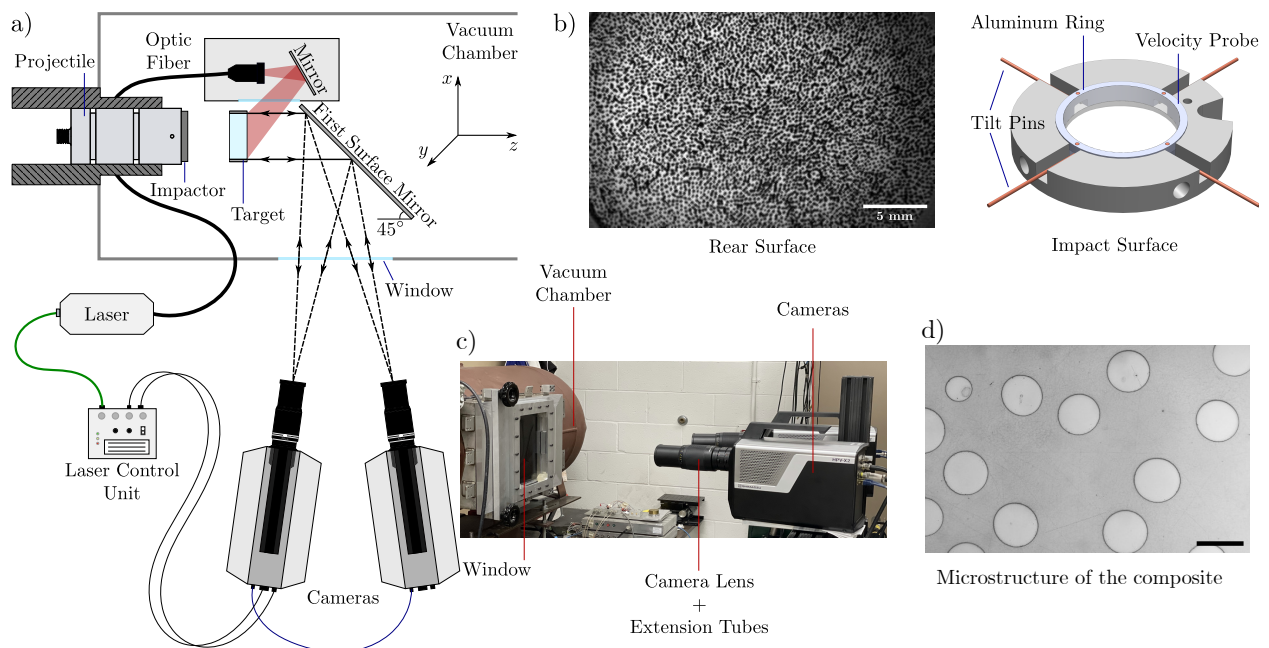 a)
Projectile
Optic
Fiber
Mirror
Vacuum
Chamber
x
y
z
First Surface Mirror
Impactor
Target
45°
Window
Laser
Laser Control
Unit
Cameras
b)
5 mm
Rear Surface
Aluminum Ring
Velocity Probe
Tilt Pins
Impact Surface
c)
Vacuum
Chamber
Cameras
HPV-X2
Window
Camera Lens
+
Extension Tubes
d)
Microstructure of the composite